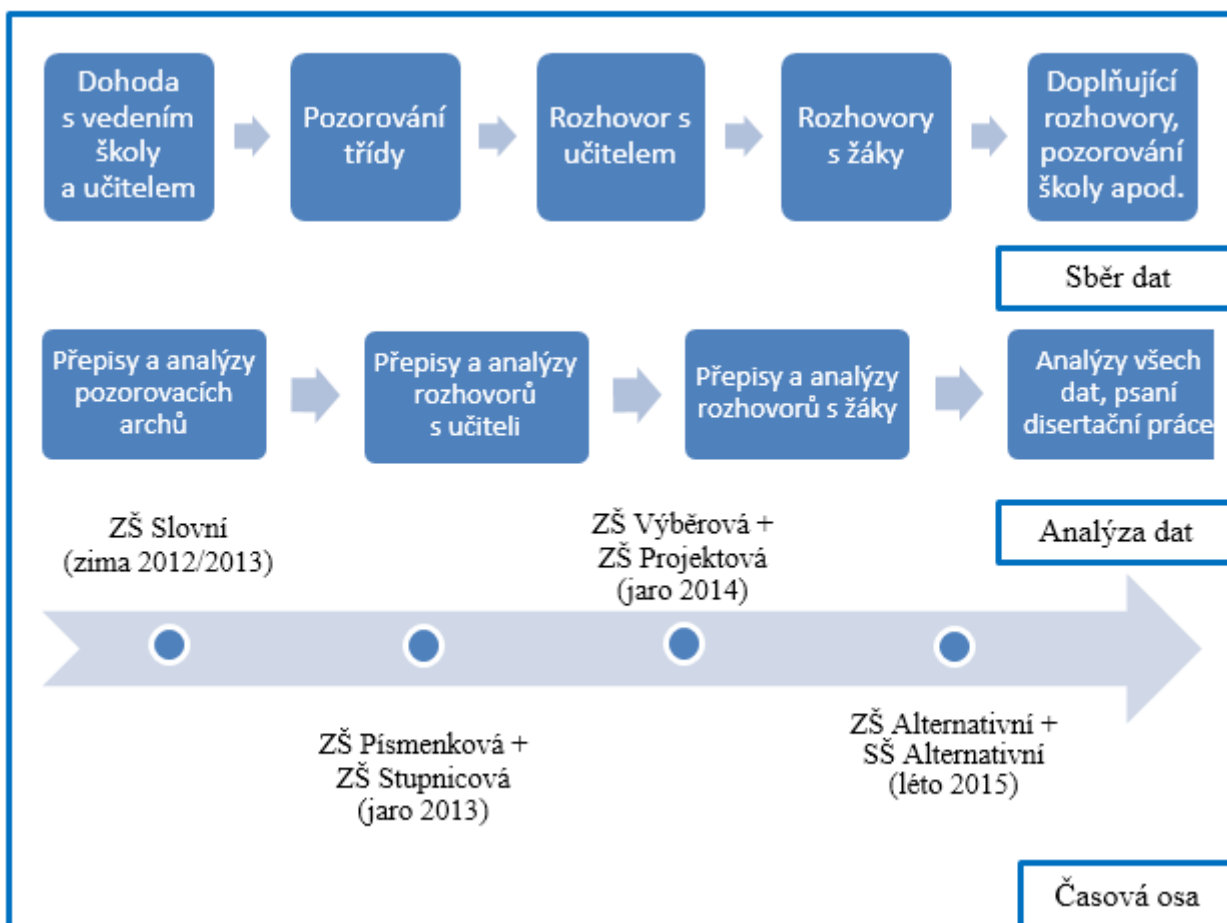 Dohoda
s vedením
školy
a učitelem
Pozorování
třídy
Rozhovor s
učitelem
Rozhovory
s žáky
Doplňující
rozhovory,
pozorování
školy apod.
Sběr dat
Přepisy a analýzy
pozorovacích
archů
Přepisy a analýzy
rozhovorů
s učiteli
Přepisy a analýzy
rozhovorů s žáky
Analýzy všech
dat, psaní
disertační práce
Analýza dat
ZŠ Slovní
(zima 2012/2013)
ZŠ Výběrová +
ZŠ Projektová
(jaro 2014)
ZŠ Písmenková +
ZŠ Stupnicová
(jaro 2013)
ZŠ Alternativní +
SŠ Alternativní
(léto 2015)
Časová osa